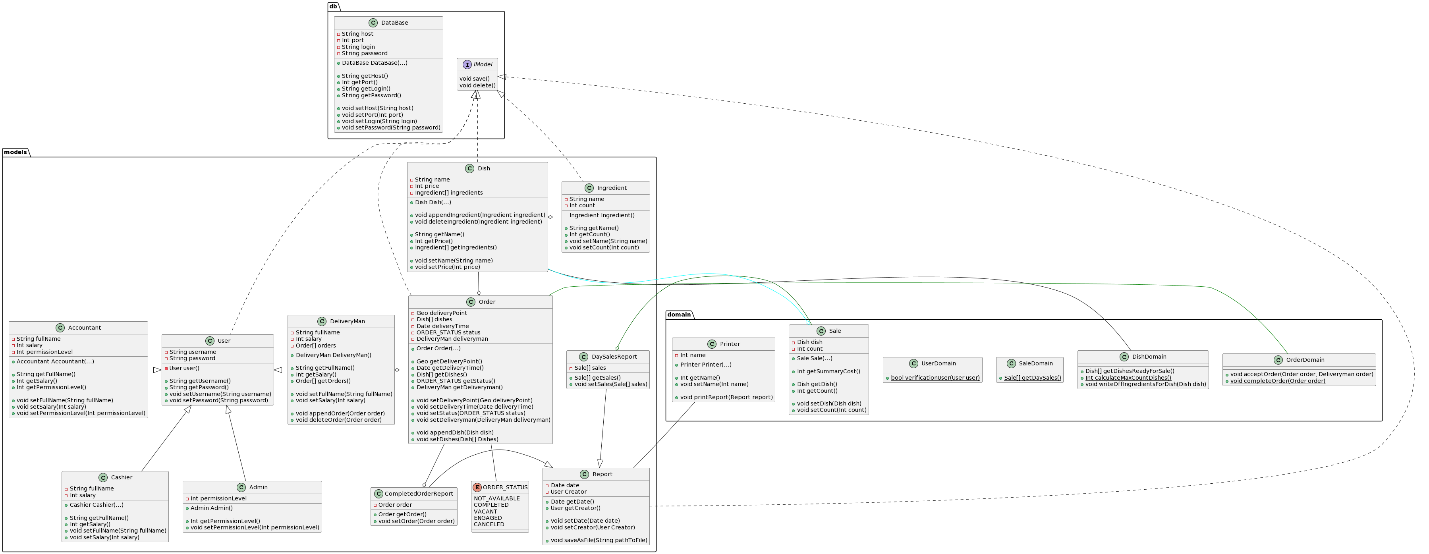 db
DataBase
String host
Int port
String login
String password
DataBase DataBase(...)
String getHost()
Int getPort()
String getLogin()
String getPassword()
void setHost(String host)
void setPort(Int port)
void setLogin(String login)
void setPassword(String password)
IModel
void save()
void delete()
models
Dish
String name
Int price
Ingredient[] ingredients
Dish Dish(...)
void appendIngredient(Ingredient ingredient)
void deleteIngredient(Ingredient ingredient)
String getName()
Int getPrice()
Ingredient[] getIngredients()
void setName(String name)
void setPrice(Int price)
Ingredient
String name
Int count
Ingredient Ingredient()
String getName()
Int getCount()
void setName(String name)
void setCount(Int count)
Accountant
String fullName
Int salary
Int permissionLevel
Accountant Accountant(...)
String getFullName()
Int getSalary()
Int getPermissionLevel()
void setFullName(String fullName)
void setSalary(Int salary)
void setPermissionLevel(Int permissionLevel)
User
String username
String password
User User()
String getUsername()
String getPassword()
void setUsername(String username)
void setPassword(String password)
DeliveryMan
String fullName
Int salary
Order[] orders
DeliveryMan DeliveryMan()
String getFullName()
Int getSalary()
Order[] getOrders()
void setFullName(String fullName)
void setSalary(Int salary)
void appendOrder(Order order)
void deleteOrder(Order order)
Order
Geo deliveryPoint
Dish[] dishes
Date deliveryTime
ORDER_STATUS status
DeliveryMan deliveryman
Order Order(...)
Geo getDeliveryPoint()
Date getDeliveryTime()
Dish[] getDishes()
ORDER_STATUS getStatus()
DeliveryMan getDeliveryman()
void setDeliveryPoint(Geo deliveryPoint)
void setDeliveryTime(Date deliveryTime)
void setStatus(ORDER_STATUS status)
void setDeliveryman(DeliveryMan deliveryman)
void appendDish(Dish dish)
void setDishes(Dish[] Dishes)
DaySalesReport
Sale[] sales
Sale[] getSales()
void setSales(Sale[] sales)
Cashier
String fullName
Int salary
Cashier Cashier(...)
String getFullName()
Int getSalary()
void setFullName(String fullName)
void setSalary(Int salary)
Admin
Int permissionLevel
Admin Admin()
Int getPermissionLevel()
void setPermissionLevel(Int permissionLevel)
CompletedOrderReport
Order order
Order getOrder()
void setOrder(Order order)
ORDER_STATUS
NOT_AVAILABLE
COMPLETED
VACANT
ENGAGED
CANCELED
Report
Date date
User Creator
Date getDate()
User getCreator()
void setDate(Date date)
void setCreator(User Creator)
void saveAsFile(String pathToFile)
domain
Printer
Int name
Printer Printer(...)
Int getName()
void setName(Int name)
void printReport(Report report)
Sale
Dish dish
Int count
Sale Sale(...)
Int getSummaryCost()
Dish getDish()
Int getCount()
void setDish(Dish dish)
void setCount(Int count)
UserDomain
bool verificationUser(User user)
SaleDomain
Sale[] getDaySales()
DishDomain
Dish[] getDishesReadyForSale()
Int calculateMaxCountDishes()
void writeOffIngredientsForDish(Dish dish)
OrderDomain
void acceptOrder(Order order, Deliveryman order)
void completeOrder(Order order)